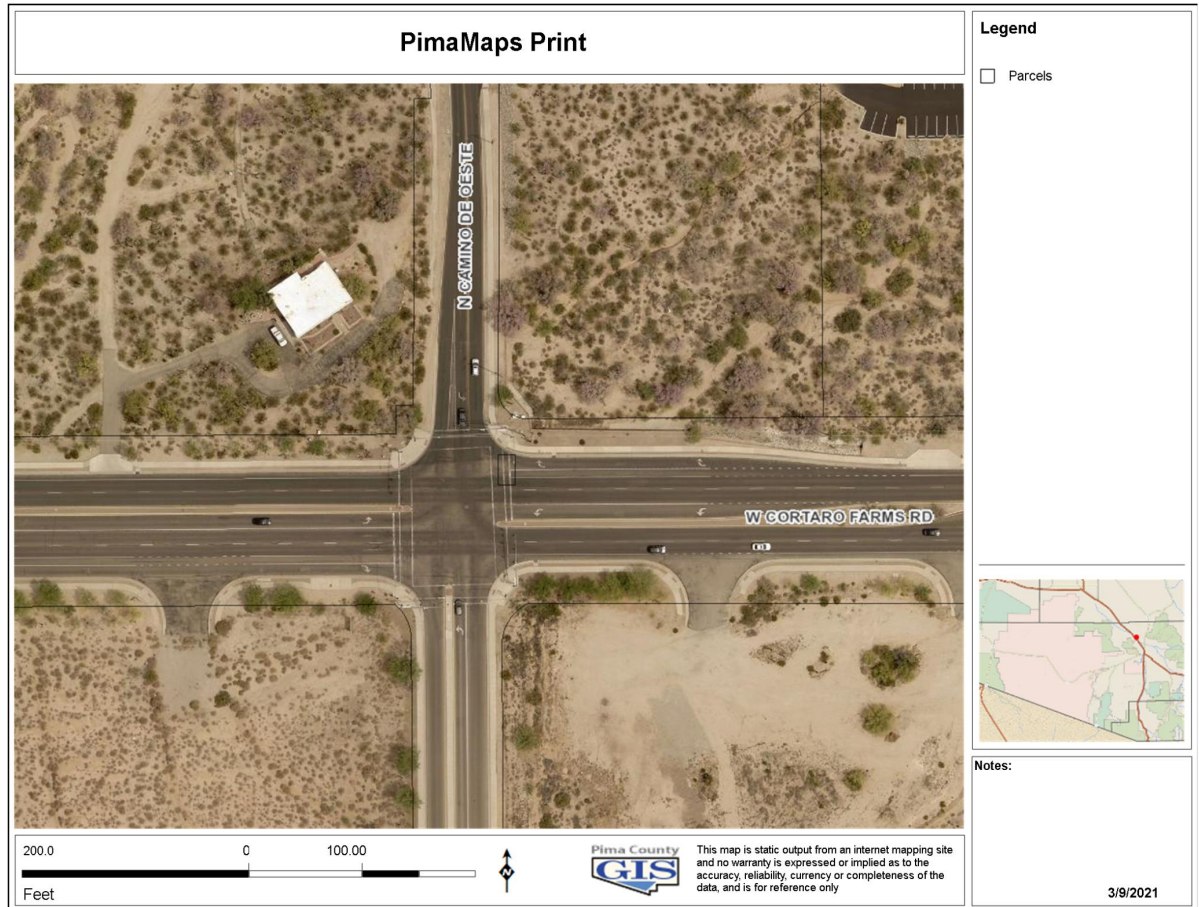 PimaMaps Print
Legend
Parcels
N CAMINO DE OESTE
W CORTARO FARMS RD
Notes:
200.0 0 100.00
Feet
N
Pima County
GIS
This map is static output from an internet mapping site
and no warranty is expressed or implied as to the
accuracy, reliability, currency or completeness of the
data, and is for reference only
3/9/2021